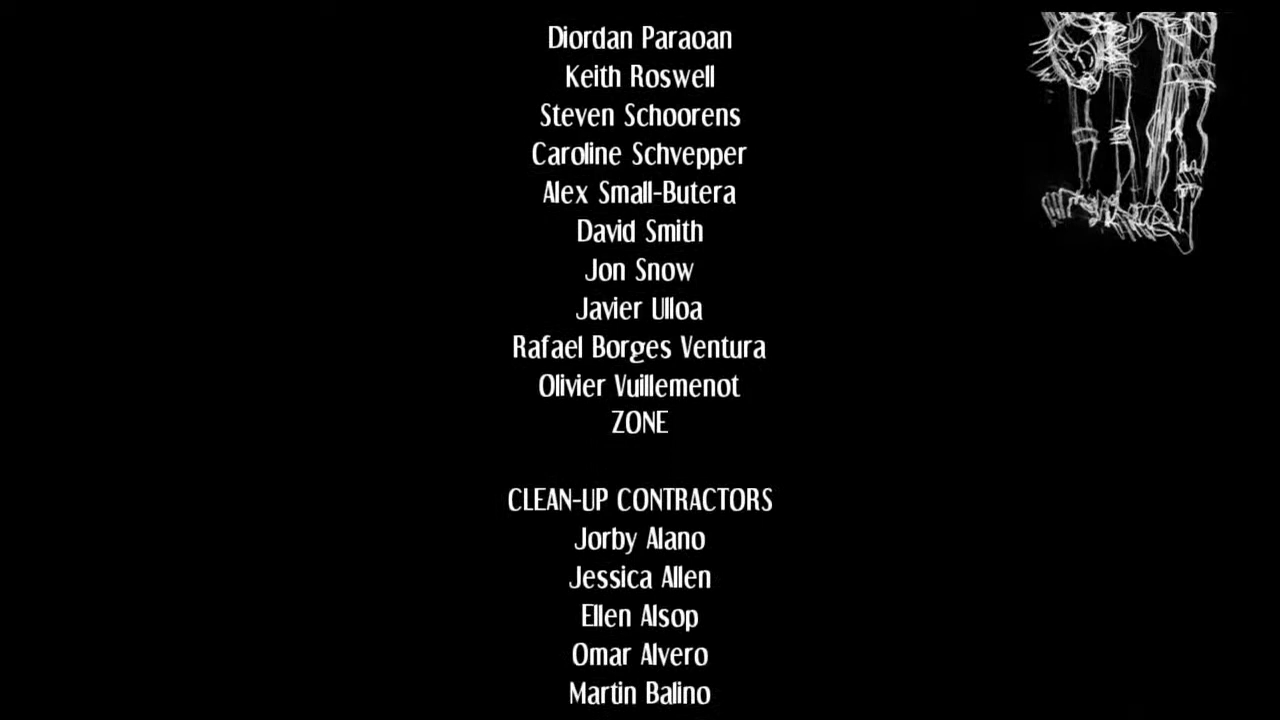 Diordan Paraoan
Keith Roswell
Steven Schoorens
Caroline Schvepper
Alex Small-Butera
David Smith
Jon Snow
Javier Ulloa
Rafael Borges Ventura
Olivier Vuillemenot
ZONE
CLEAN-UP CONTRACTORS
Jorby Alano
Jessica Allen
Ellen Alsop
Omar Alvero
Martin Balino